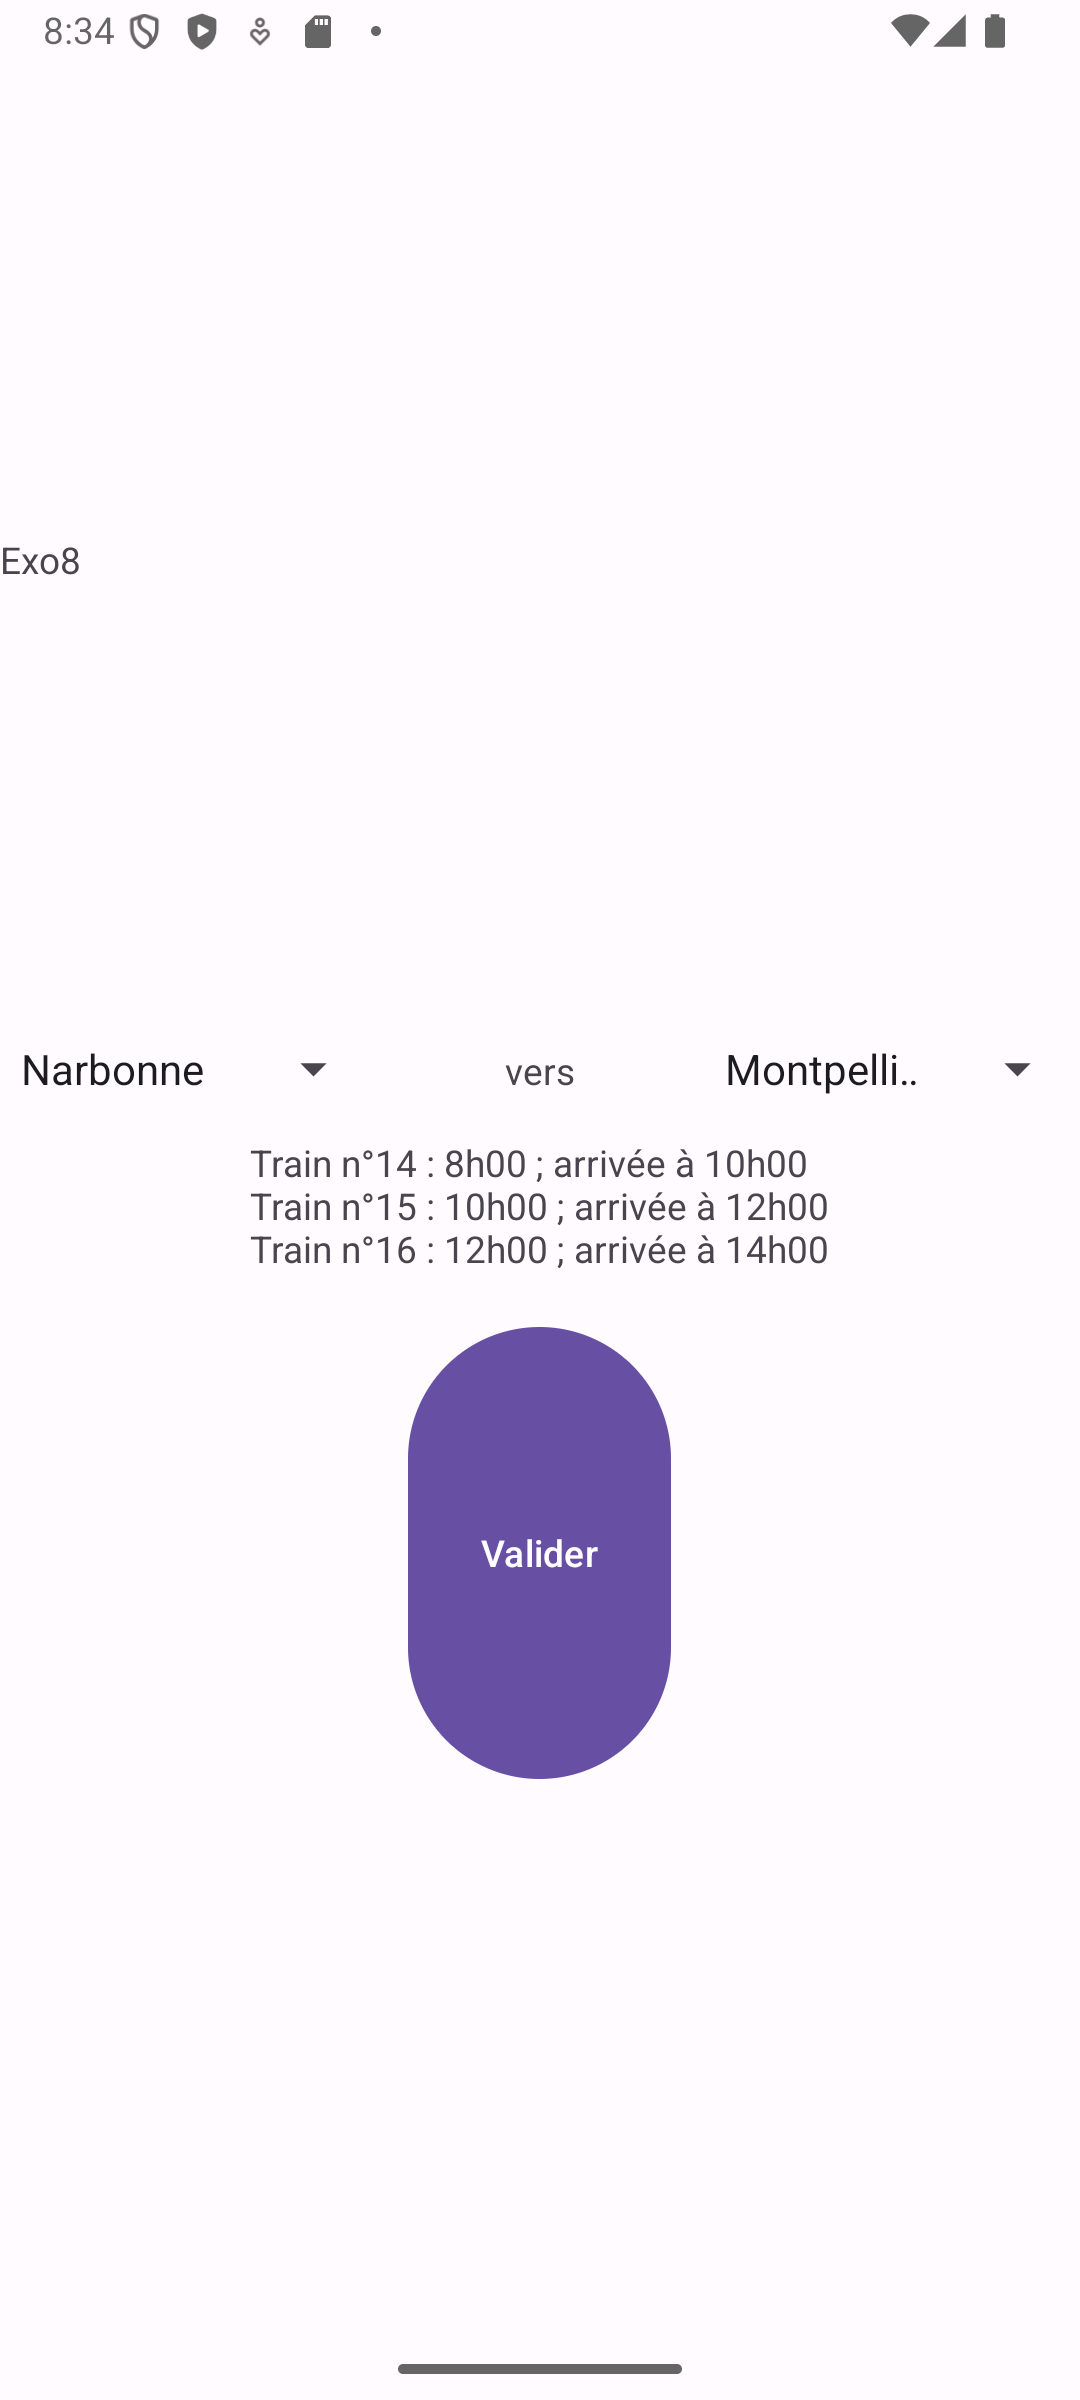 8:34
Exo8
Narbonne vers Montpelli..
Train n°14 : 8h00 ; arrivée à 10h00
Train n°15 : 10h00 ; arrivée à 12h00
Train n°16 : 12h00 ; arrivée à 14h00
Valider